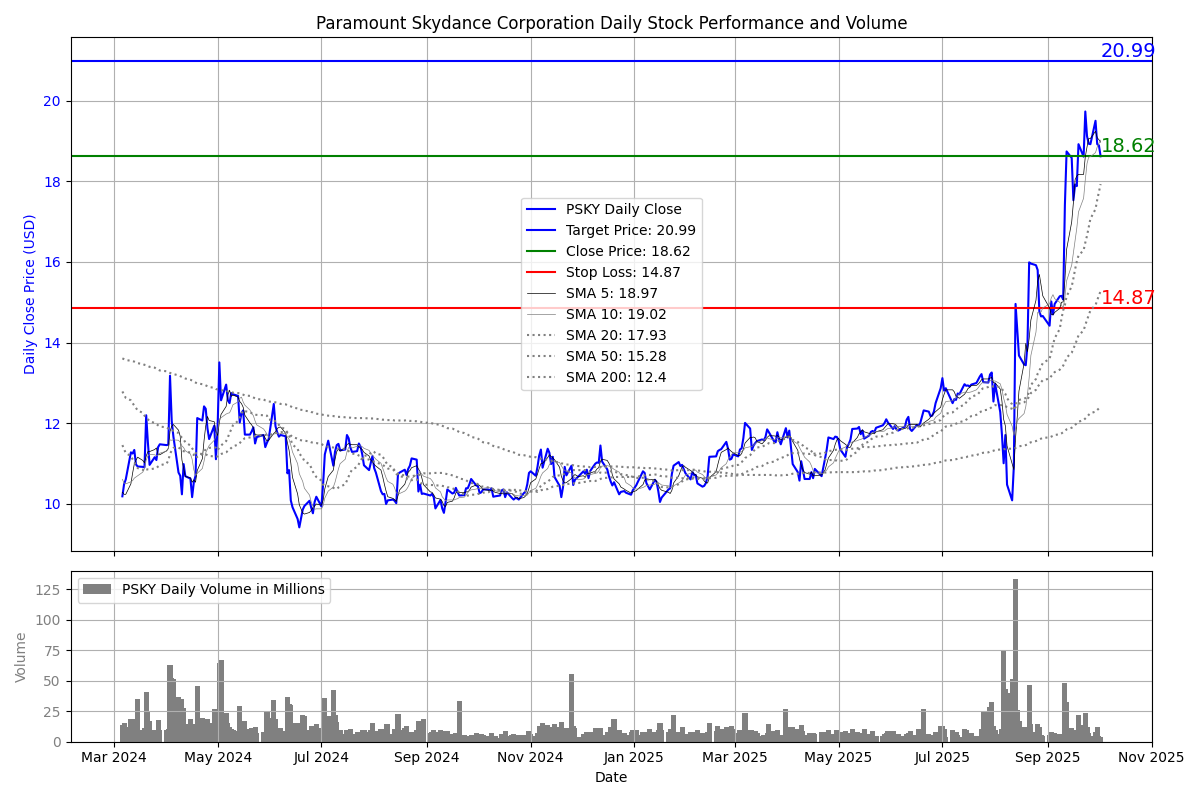 Paramount Skydance Corporation Daily Stock Performance and Volume
Daily Close Price (USD)
20
18
16
14
12
10
20.99
18.62
14.87
PSKY Daily Close
Target Price: 20.99
Close Price: 18.62
Stop Loss: 14.87
SMA 5: 18.97
SMA 10: 19.02
SMA 20: 17.93
SMA 50: 15.28
SMA 200: 12.4
Volume
125
100
75
50
25
0
PSKY Daily Volume in Millions
Mar 2024 May 2024 Jul 2024 Sep 2024 Nov 2024 Jan 2025 Mar 2025 May 2025 Jul 2025 Sep 2025 Nov 2025
Date